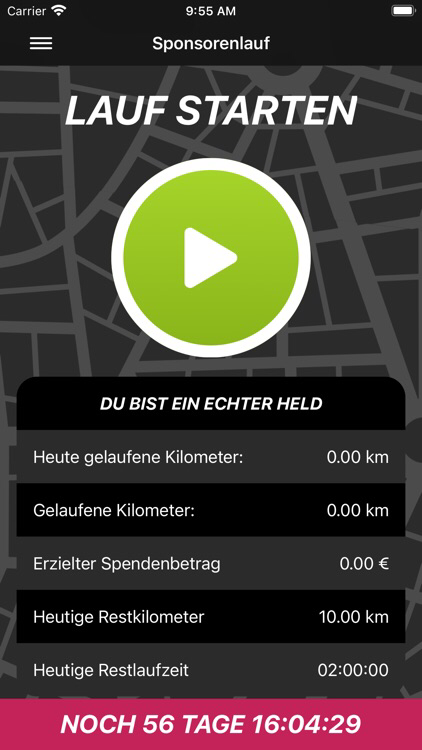 Carrier 9:55 AM
Sponsorenlauf
LAUF STARTEN
DU BIST EIN ECHTER HELD
Heute gelaufene Kilometer: 0.00 km
Gelaufene Kilometer: 0.00 km
Erzielter Spendenbetrag 0.00 €
Heutige Restkilometer 10.00 km
Heutige Restlaufzeit 02:00:00
NOCH 56 TAGE 16:04:29